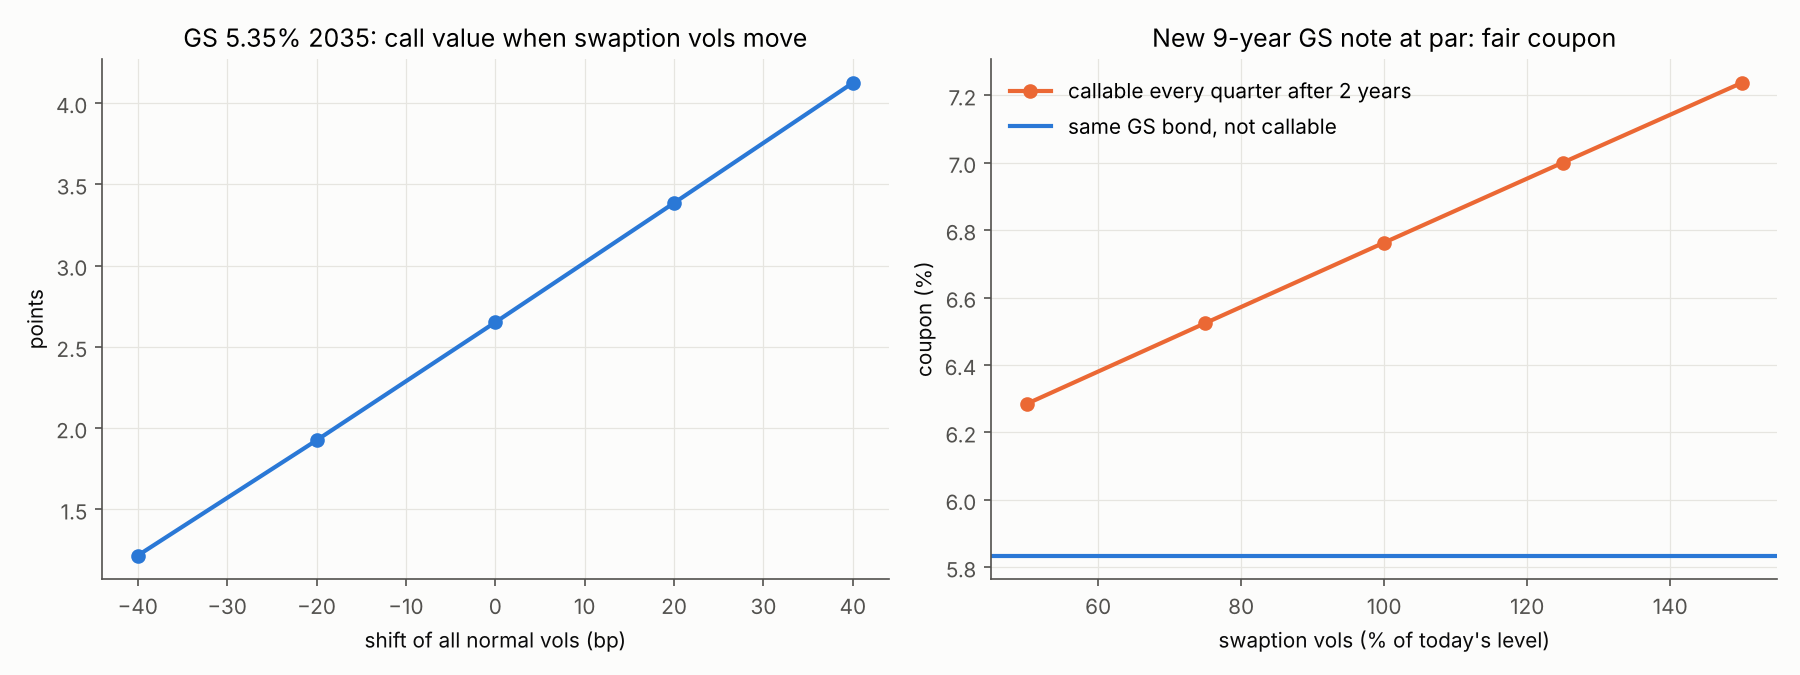 GS 5.35% 2035: call value when swaption vols move
points
4.0
3.5
3.0
2.5
2.0
1.5
−40 −30 −20 −10 0 10 20 30 40
shift of all normal vols (bp)
New 9-year GS note at par: fair coupon
callable every quarter after 2 years
same GS bond, not callable
coupon (%)
7.2
7.0
6.8
6.6
6.4
6.2
6.0
5.8
60 80 100 120 140
swaption vols (% of today's level)